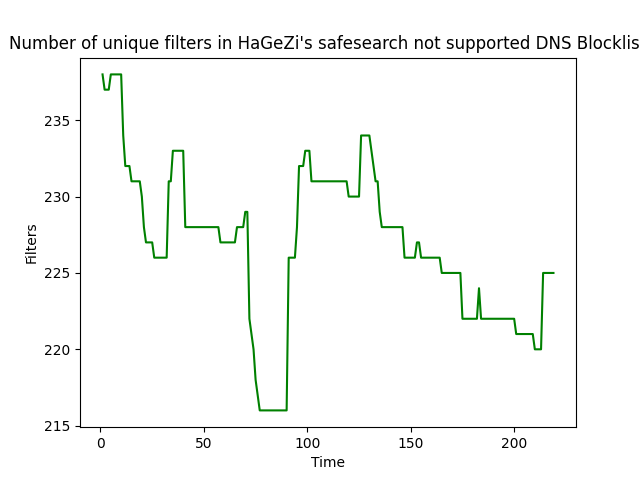 Number of unique filters in HaGeZi's safesearch not supported DNS Blocklis
235
230
225
220
215
Filters
0 50 100 150 200
Time